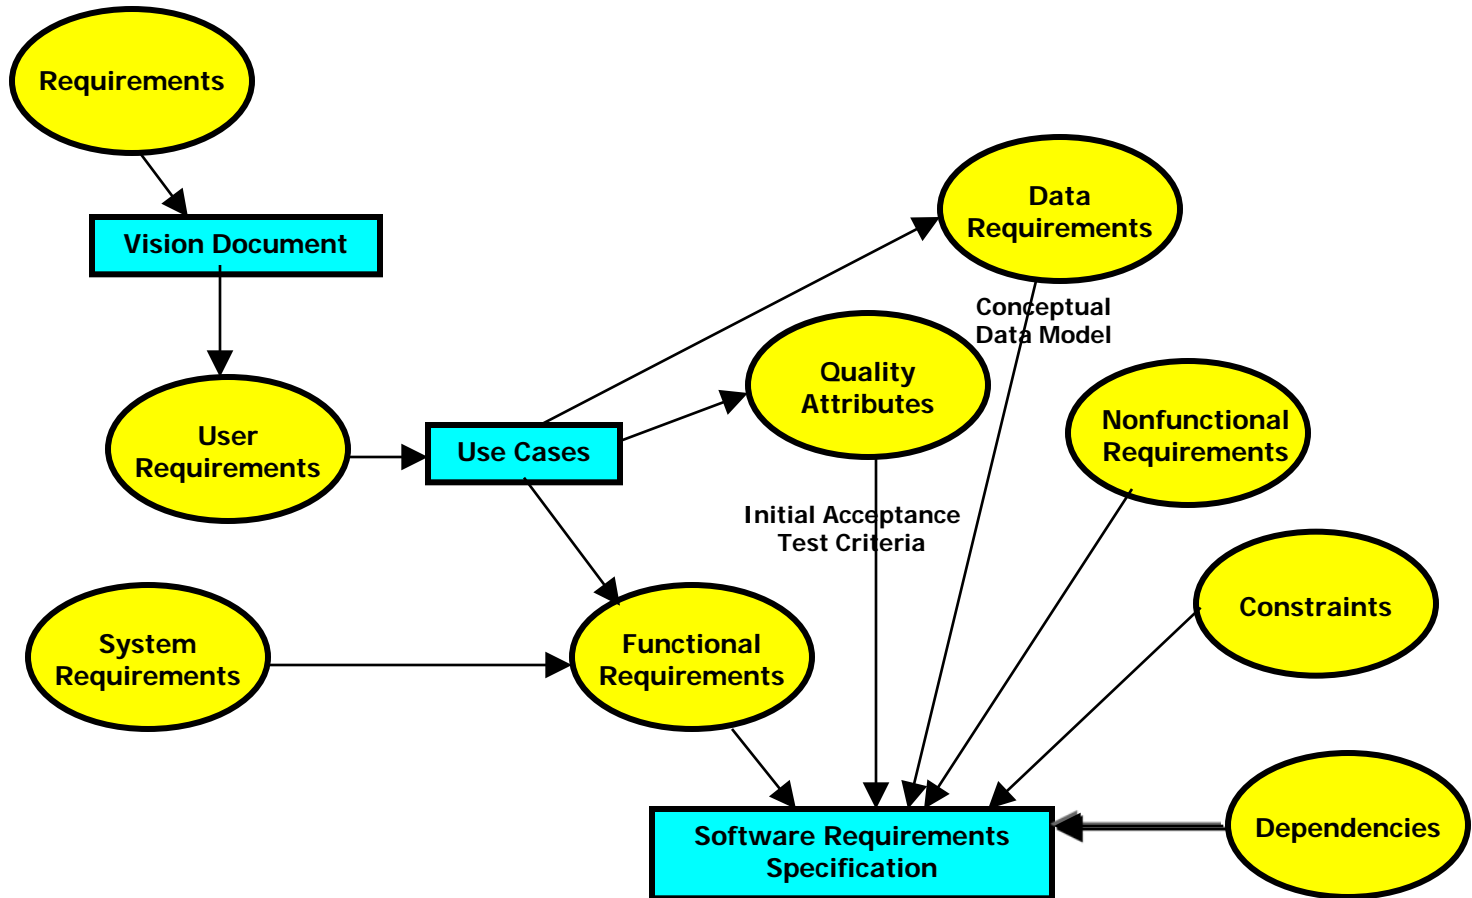 Requirements
Vision Document
Data
Requirements
Conceptual
Data Model
Quality
Attributes
Nonfunctional
Requirements
User
Requirements
Use Cases
Initial Acceptance
Test Criteria
Constraints
System
Requirements
Functional
Requirements
Software Requirements
Specification
Dependencies